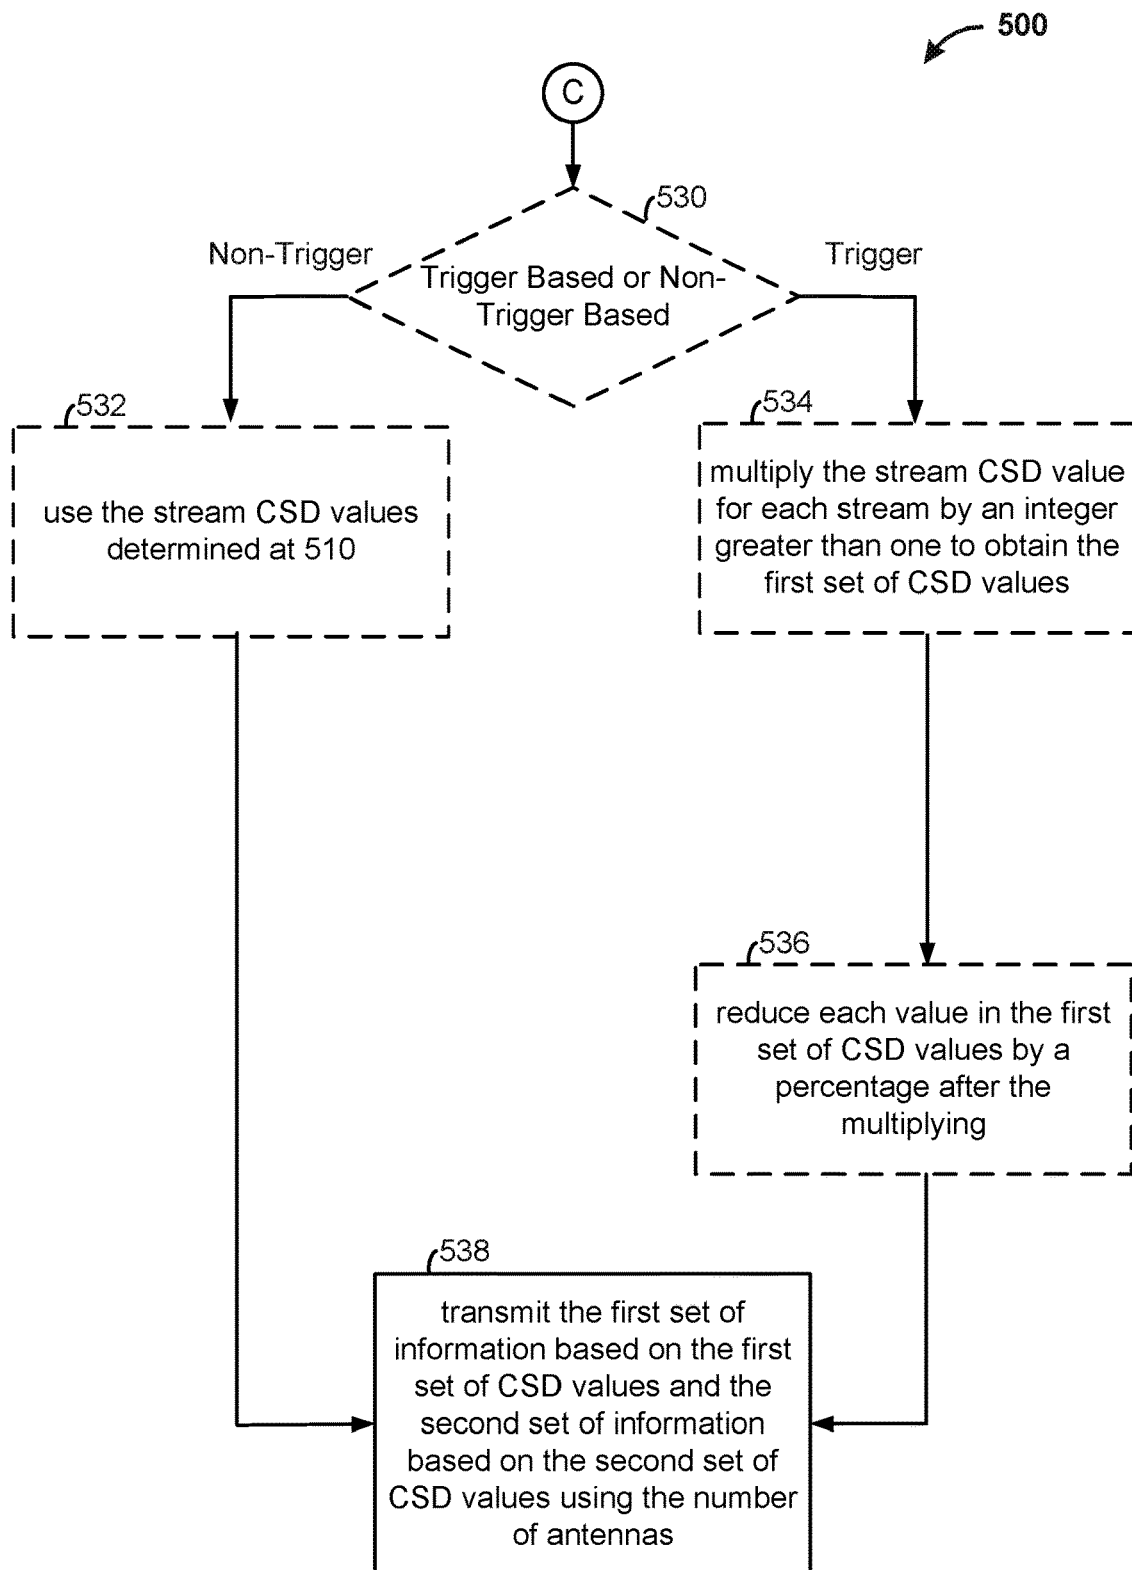 500
C
530
Non-Trigger
Trigger
Trigger Based or Non-
Trigger Based
532
use the stream CSD values
determined at 510
534
multiply the stream CSD value
for each stream by an integer
greater than one to obtain the
first set of CSD values
536
reduce each value in the first
set of CSD values by a
percentage after the
multiplying
538
transmit the first set of
information based on the first
set of CSD values and the
second set of information
based on the second set of
CSD values using the number
of antennas